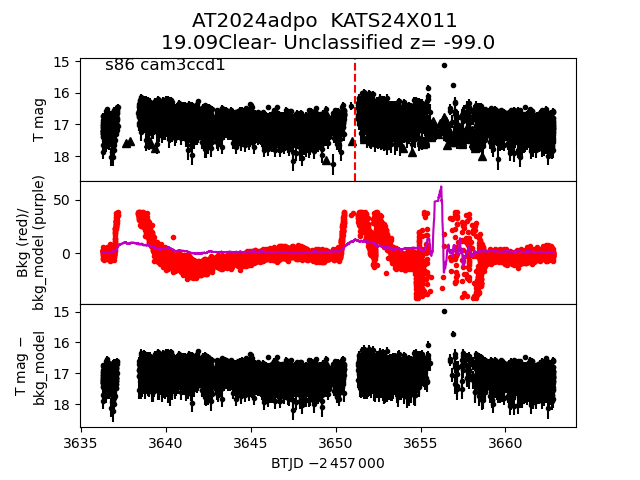 AT2024adpo  KATS24X011
19.09Clear- Unclassified z= -99.0
s86 cam3ccd1
15
16
17
18
T mag
50
0
Bkg (red)/
bkg_model (purple)
15
16
17
18
T mag −
bkg_model
3635
3640
3645
3650
3655
3660
BTJD −2 457 000